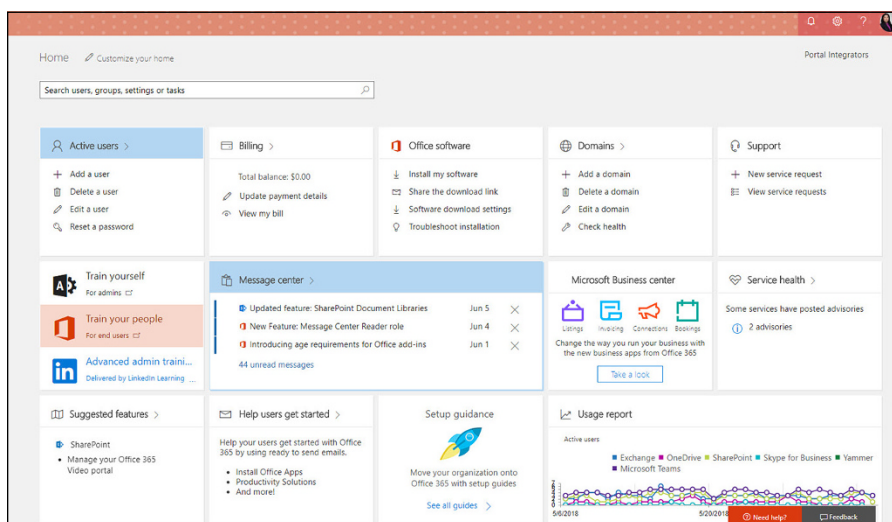 Home
Customize your home
Portal Integrators
Search users, groups, settings or tasks
Active users
Add a user
Delete a user
Edit a user
Reset a password
Billing
Total balance: $0.00
Update payment details
View my bill
Office software
Install my software
Share the download link
Software download settings
Troubleshoot installation
Domains
Add a domain
Delete a domain
Edit a domain
Check health
Support
New service request
View service requests
Train yourself
For admins
Train your people
For end users
Advanced admin traini...
Delivered by LinkedIn Learning ...
Message center
Updated feature: SharePoint Document Libraries Jun 5
New Feature: Message Center Reader role Jun 4
Introducing age requirements for Office add-ins Jun 1
44 unread messages
Microsoft Business center
Listings Invoicing Connections Bookings
Change the way you run your business with
the new business apps from Office 365
Take a look
Service health
Some services have posted advisories
2 advisories
Suggested features
SharePoint
• Manage your Office 365
Video portal
Help users get started
Help your users get started with Office
365 by using ready to send emails.
• Install Office Apps
• Productivity Solutions
• And more!
Setup guidance
Move your organization onto
Office 365 with setup guides
See all guides
Usage report
Active users
Exchange OneDrive SharePoint Skype for Business Yammer
Microsoft Teams
5/6/2018 5/20/2018
Need help?
Feedback